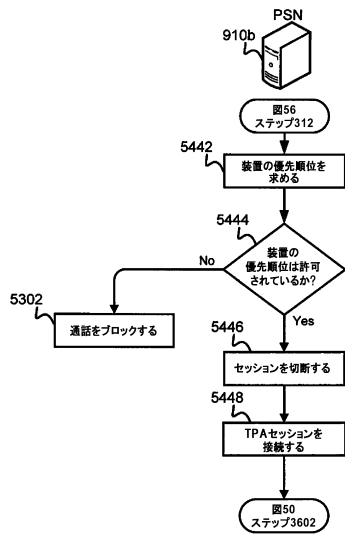 PSN
910b
図56
ステップ312
5442
装置の優先順位を
求める
5444
装置の
優先順位は許可
されているか?
No
Yes
5302
通話をブロックする
5446
セッションを切断する
5448
TPAセッションを
接続する
図50
ステップ3602